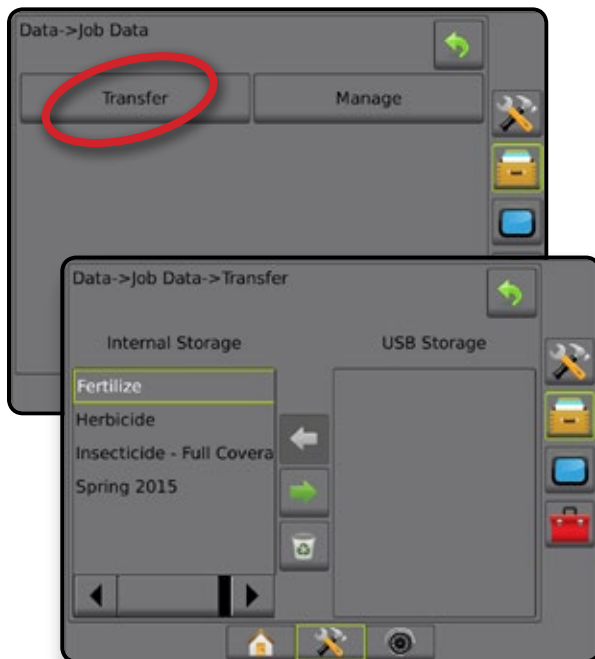 Data->Job Data
Transfer
Manage
Data->Job Data->Transfer
Internal Storage
USB Storage
Fertilize
Herbicide
Insecticide - Full Covera
Spring 2015